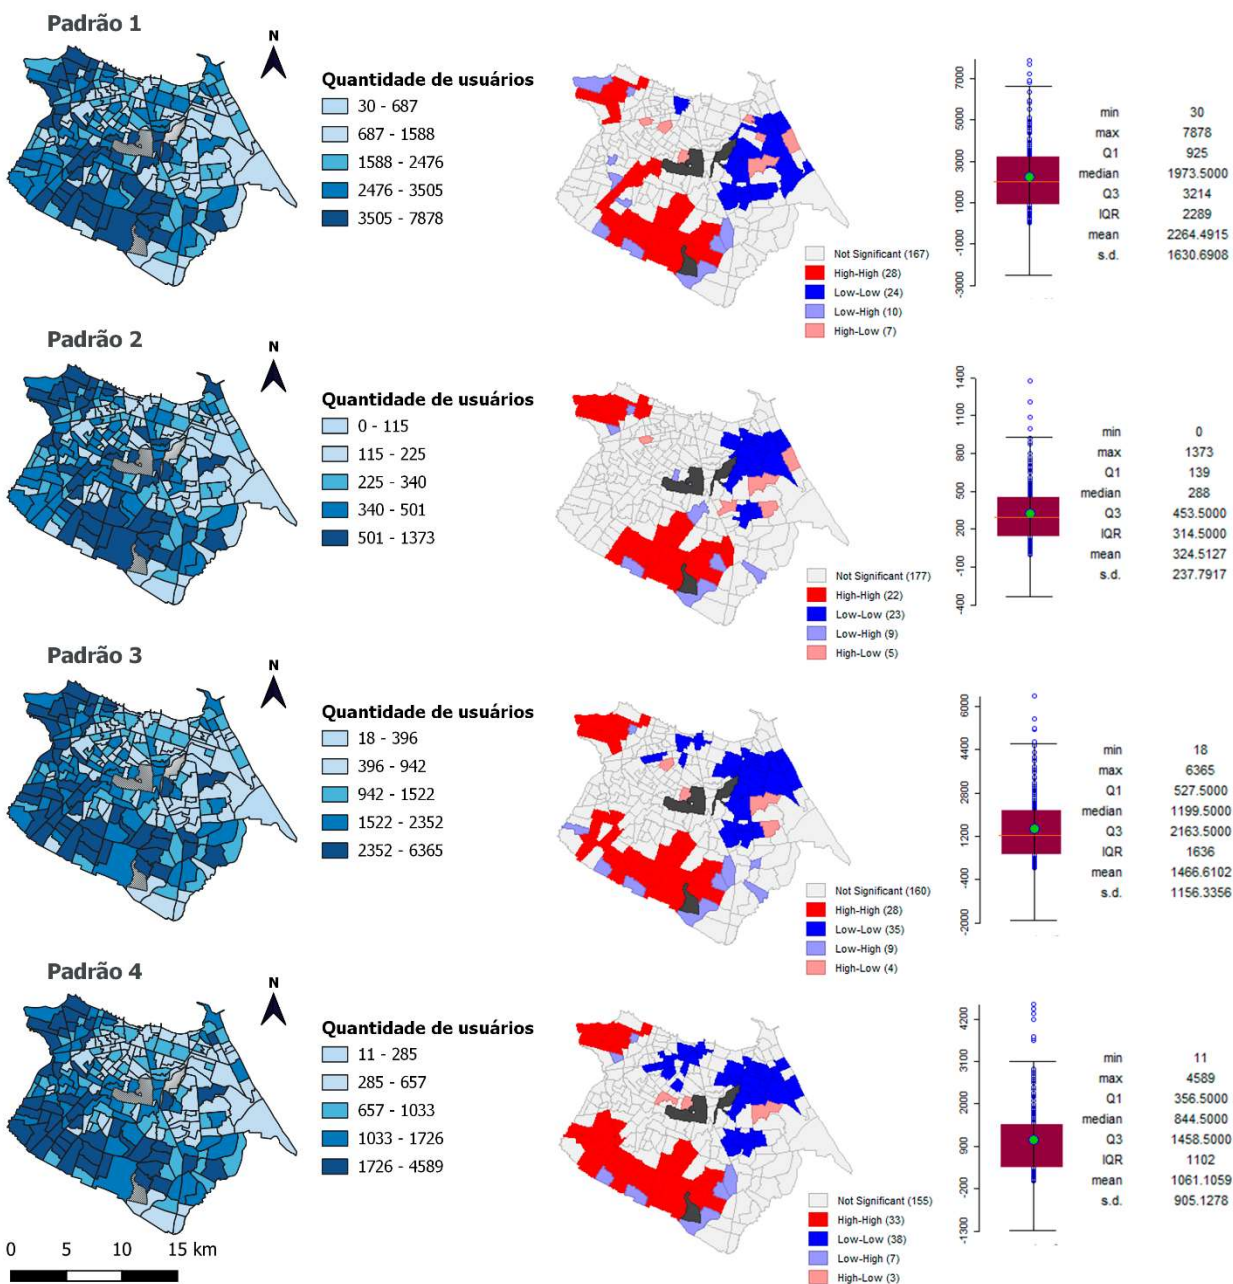 Padrão 1
N
Quantidade de usuários
30 - 687
687 - 1588
1588 - 2476
2476 - 3505
3505 - 7878
Not Significant (167)
High-High (28)
Low-Low (24)
Low-High (10)
High-Low (7)
7000
5000
3000
1000
-1000
-3000
min 30
max 7878
Q1 925
median 1973.5000
Q3 3214
IQR 2289
mean 2264.4915
s.d. 1630.6908
Padrão 2
N
Quantidade de usuários
0 - 115
115 - 225
225 - 340
340 - 501
501 - 1373
Not Significant (177)
High-High (22)
Low-Low (23)
Low-High (9)
High-Low (5)
1400
1100
800
500
200
-100
-400
min 0
max 1373
Q1 139
median 288
Q3 453.5000
IQR 314.5000
mean 324.5127
s.d. 237.7917
Padrão 3
N
Quantidade de usuários
18 - 396
396 - 942
942 - 1522
1522 - 2352
2352 - 6365
Not Significant (160)
High-High (28)
Low-Low (35)
Low-High (9)
High-Low (4)
6000
4400
2800
1200
-400
-2000
min 18
max 6365
Q1 527.5000
median 1199.5000
Q3 2163.5000
IQR 1636
mean 1466.6102
s.d. 1156.3356
Padrão 4
N
Quantidade de usuários
11 - 285
285 - 657
657 - 1033
1033 - 1726
1726 - 4589
Not Significant (155)
High-High (33)
Low-Low (38)
Low-High (7)
High-Low (3)
4200
3100
2000
900
-200
-1300
min 11
max 4589
Q1 356.5000
median 844.5000
Q3 1458.5000
IQR 1102
mean 1061.1059
s.d. 905.1278
0 5 10 15 km